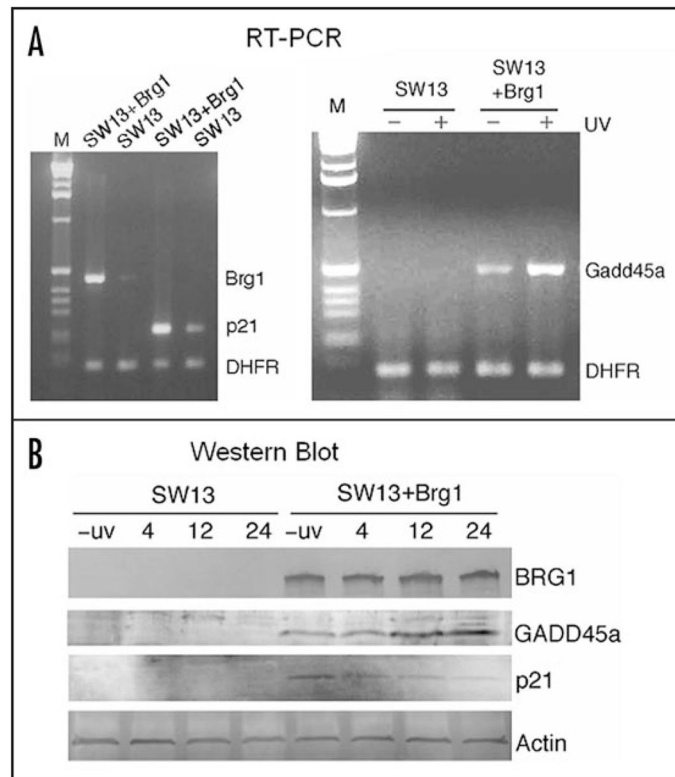 A
RT-PCR
M SW13+Brg1 SW13 SW13+Brg1 SW13
Brg1
p21
DHFR
M SW13 SW13
+Brg1
− + − + UV
Gadd45a
DHFR
B
Western Blot
SW13 SW13+Brg1
−uv 4 12 24 −uv 4 12 24
BRG1
GADD45a
p21
Actin